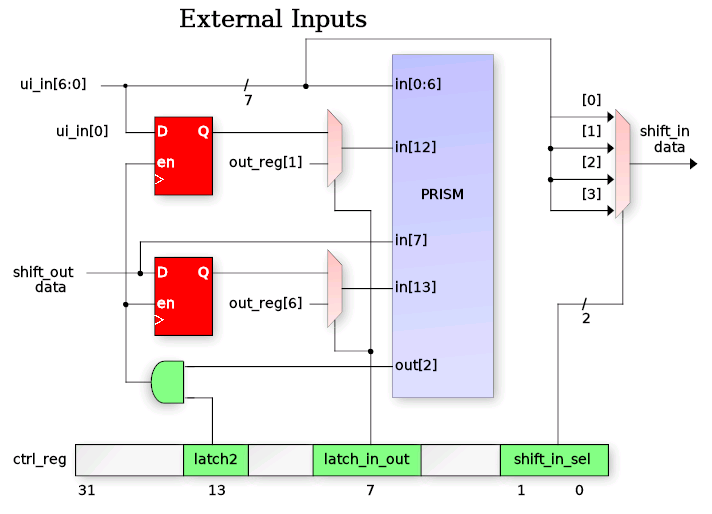 External Inputs
ui_in[6:0]
7
in[0:6]
[0]
ui_in[0]
D Q
en
out_reg[1]
in[12]
[1]
[2]
[3]
shift_in
data
PRISM
in[7]
shift_out
data
D Q
en
out_reg[6]
in[13]
2
out[2]
ctrl_reg
latch2
latch_in_out
shift_in_sel
31
13
7
1
0